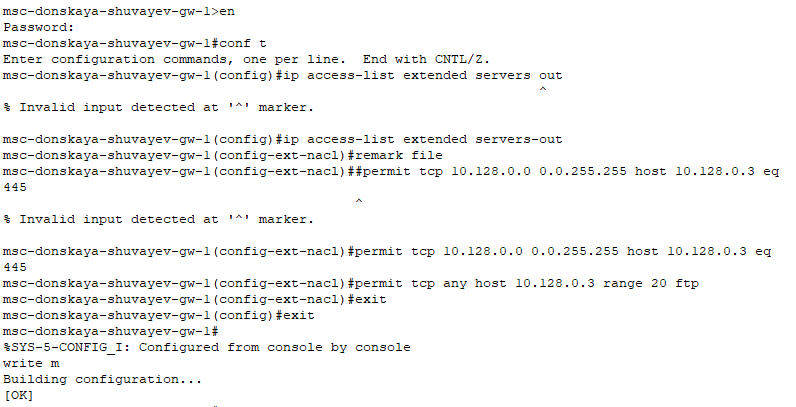 msc-donskaya-shuvayev-gw-1>en
Password:
msc-donskaya-shuvayev-gw-1#conf t
Enter configuration commands, one per line.  End with CNTL/Z.
msc-donskaya-shuvayev-gw-1(config)#ip access-list extended servers out
^
% Invalid input detected at '^' marker.
msc-donskaya-shuvayev-gw-1(config)#ip access-list extended servers-out
msc-donskaya-shuvayev-gw-1(config-ext-nacl)#remark file
msc-donskaya-shuvayev-gw-1(config-ext-nacl)##permit tcp 10.128.0.0 0.0.255.255 host 10.128.0.3 eq
445
^
% Invalid input detected at '^' marker.
msc-donskaya-shuvayev-gw-1(config-ext-nacl)#permit tcp 10.128.0.0 0.0.255.255 host 10.128.0.3 eq
445
msc-donskaya-shuvayev-gw-1(config-ext-nacl)#permit tcp any host 10.128.0.3 range 20 ftp
msc-donskaya-shuvayev-gw-1(config-ext-nacl)#exit
msc-donskaya-shuvayev-gw-1(config)#exit
msc-donskaya-shuvayev-gw-1#
%SYS-5-CONFIG_I: Configured from console by console
write m
Building configuration...
[OK]